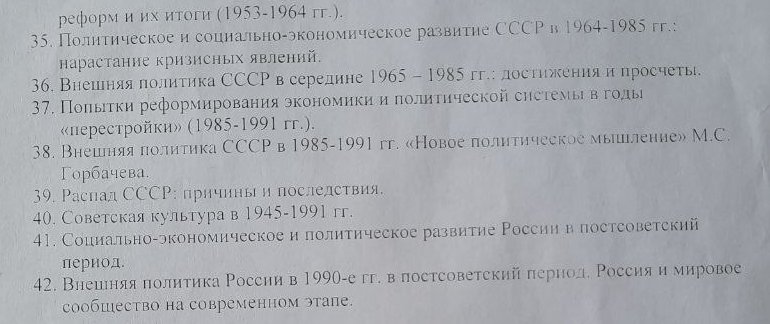 реформ и их итоги (1953-1964 гг.).
35. Политическое и социально-экономическое развитие СССР в 1964-1985 гг.:
нарастание кризисных явлений.
36. Внешняя политика СССР в середине 1965 – 1985 гг.: достижения и просчеты.
37. Попытки реформирования экономики и политической системы в годы
«перестройки» (1985-1991 гг.).
38. Внешняя политика СССР в 1985-1991 гг. «Новое политическое мышление» М.С.
Горбачева.
39. Распад СССР: причины и последствия.
40. Советская культура в 1945-1991 гг.
41. Социально-экономическое и политическое развитие России в постсоветский
период.
42. Внешняя политика России в 1990-е гг. в постсоветский период. Россия и мировое
сообщество на современном этапе.